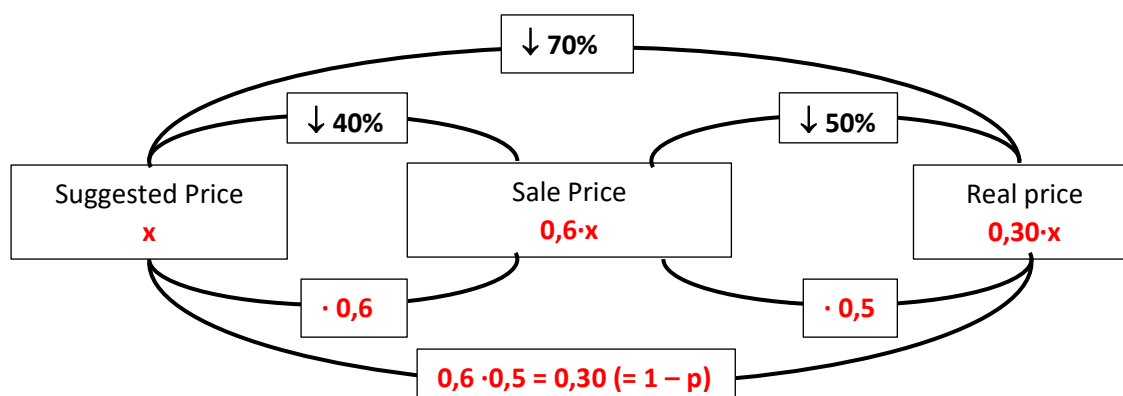 ↓ 70%
↓ 40%
↓ 50%
Suggested Price
x
Sale Price
0,6·x
Real price
0,30·x
· 0,6
· 0,5
0,6 ·0,5 = 0,30 (= 1 – p)